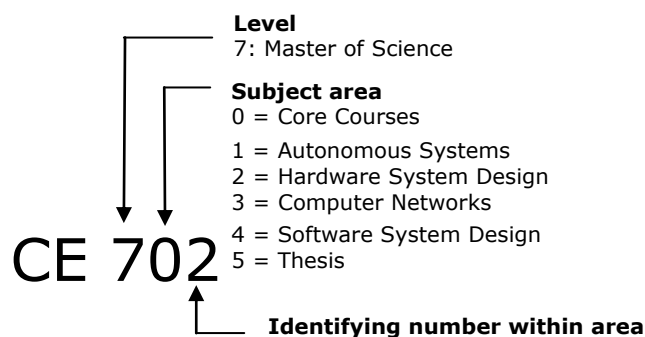 Level
7: Master of Science
Subject area
0 = Core Courses
1 = Autonomous Systems
2 = Hardware System Design
3 = Computer Networks
4 = Software System Design
5 = Thesis
CE 702
Identifying number within area